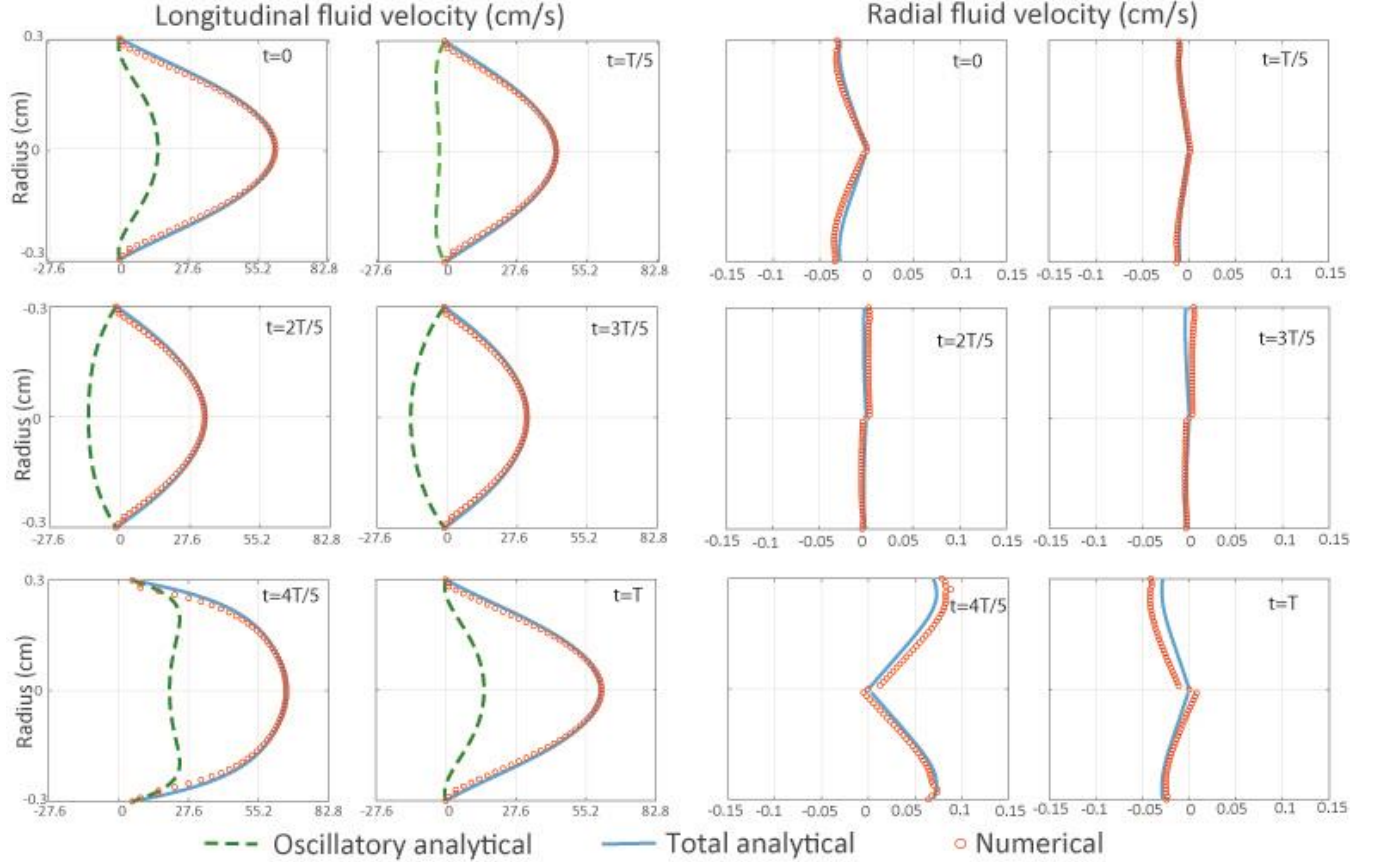 Longitudinal fluid velocity (cm/s)
Radial fluid velocity (cm/s)
Radius (cm)
0.3
0
-0.3
t=0
-27.6 0 27.6 55.2 82.8
t=T/5
-27.6 0 27.6 55.2 82.8
t=0
-0.15 -0.1 -0.05 0 0.05 0.1 0.15
t=T/5
-0.15 -0.1 -0.05 0 0.05 0.1 0.15
Radius (cm)
-0.3
0
-0.3
t=2T/5
-27.6 0 27.6 55.2 82.8
t=3T/5
-27.6 0 27.6 55.2 82.8
t=2T/5
-0.15 -0.1 -0.05 0 0.05 0.1 0.15
t=3T/5
-0.15 -0.1 -0.05 0 0.05 0.1 0.15
Radius (cm)
0.3
0
-0.3
t=4T/5
-27.6 0 27.6 55.2 82.8
t=T
-27.6 0 27.6 55.2 82.8
t=4T/5
-0.15 -0.1 -0.05 0 0.05 0.1 0.15
t=T
-0.15 -0.1 -0.05 0 0.05 0.1 0.15
Oscillatory analytical
Total analytical
Numerical